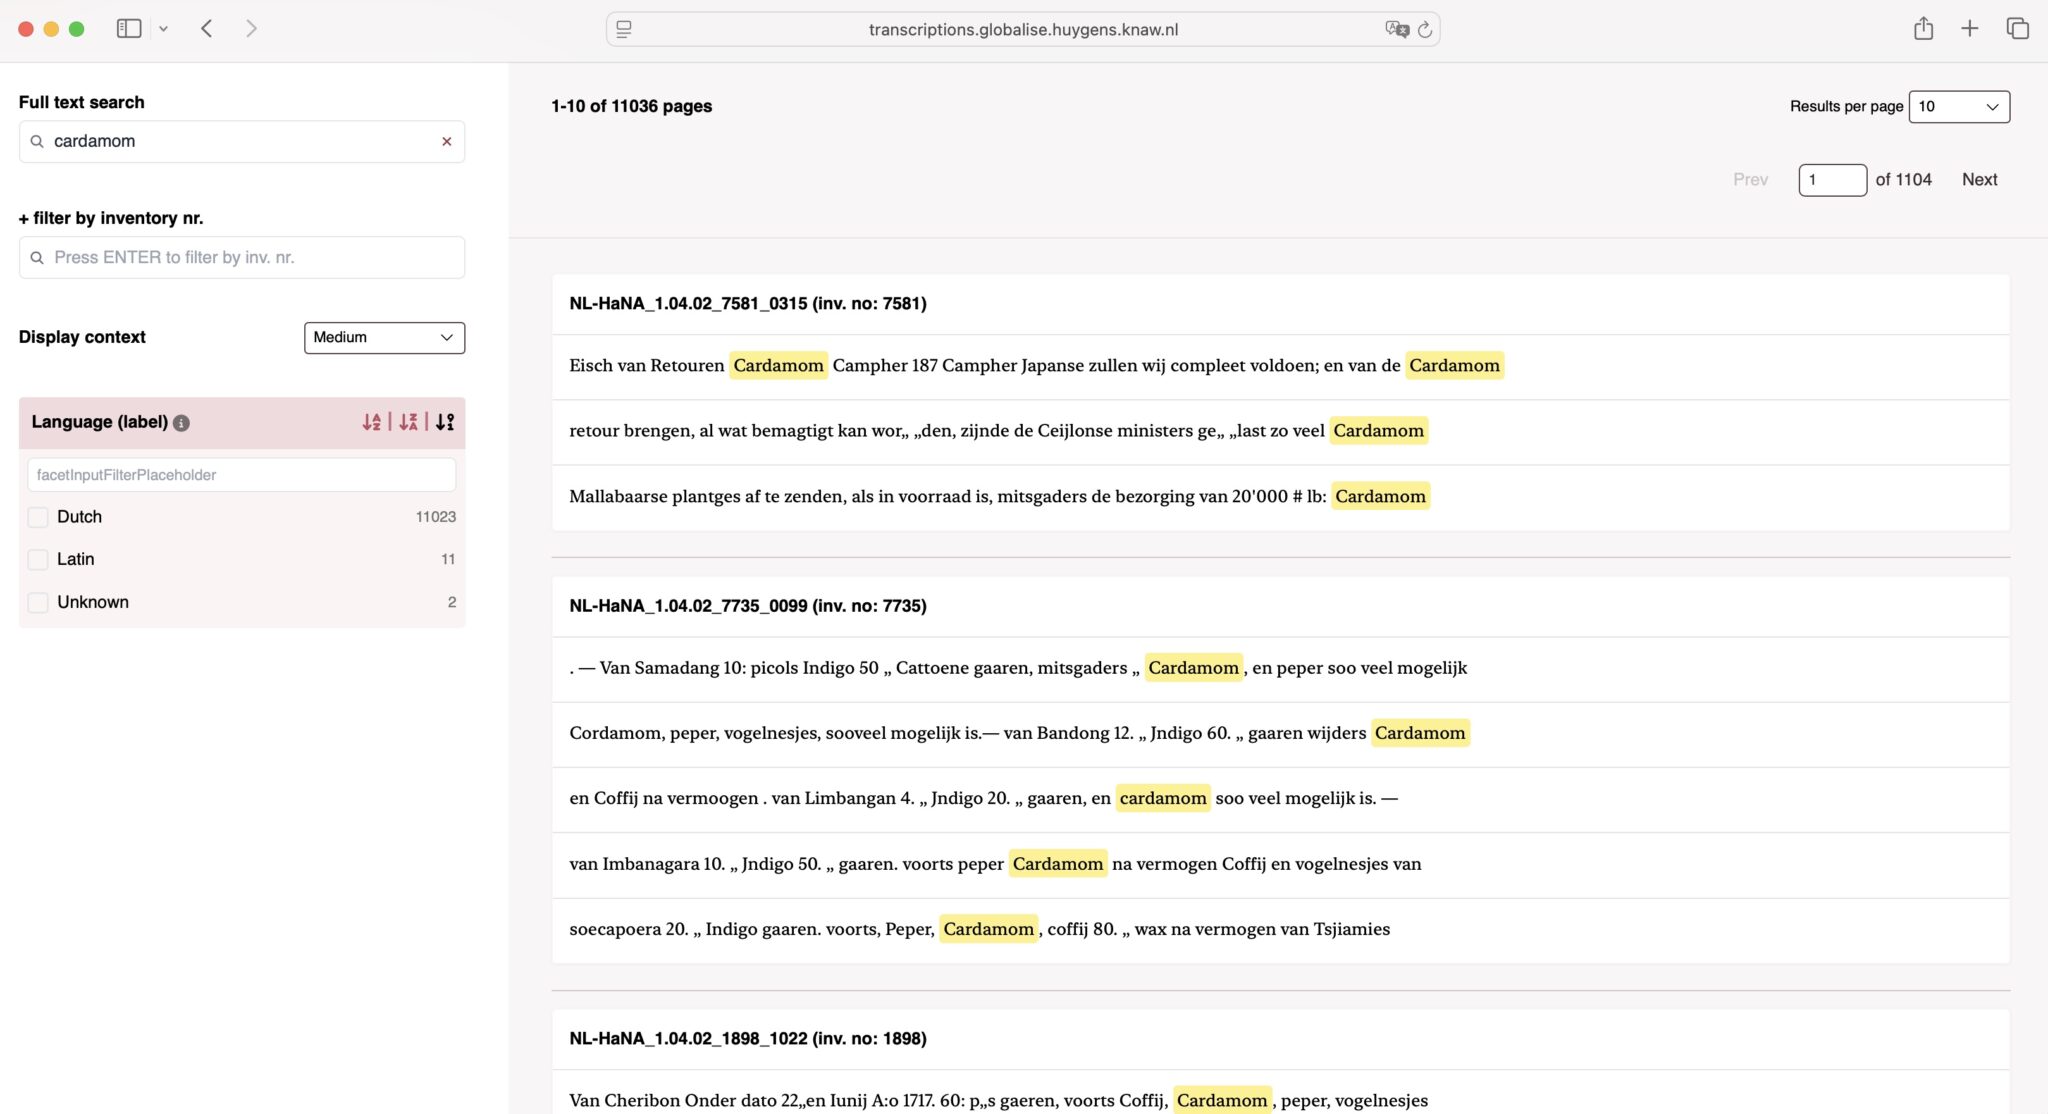 transcriptions.globalise.huygens.knaw.nl
Full text search
cardamom
+ filter by inventory nr.
Press ENTER to filter by inv. nr.
Display context
Medium
Language (label)
facetInputFilterPlaceholder
Dutch 11023
Latin 11
Unknown 2
1-10 of 11036 pages
Results per page 10
Prev 1 of 1104 Next
NL-HaNA_1.04.02_7581_0315 (inv. no: 7581)
Eisch van Retouren Cardamom Campher 187 Campher Japanse zullen wij compleet voldoen; en van de Cardamom
retour brengen, al wat bemagtigt kan wor„ „den, zijnde de Ceijlonse ministers ge„ „last zo veel Cardamom
Mallabaarse plantges af te zenden, als in voorraad is, mitsgaders de bezorging van 20'000 # lb: Cardamom
NL-HaNA_1.04.02_7735_0099 (inv. no: 7735)
. — Van Samadang 10: picols Indigo 50 „ Cattoene gaaren, mitsgaders „ Cardamom, en peper soo veel mogelijk
Cordamom, peper, vogelnesjes, sooveel mogelijk is.— van Bandong 12. „ Jndigo 60. „ gaaren wijders Cardamom
en Coffij na vermoogen . van Limbangan 4. „ Jndigo 20. „ gaaren, en cardamom soo veel mogelijk is. —
van Imbanagara 10. „ Jndigo 50. „ gaaren. voorts peper Cardamom na vermogen Coffij en vogelnesjes van
soecapoera 20. „ Indigo gaaren. voorts, Peper, Cardamom, coffij 80. „ wax na vermogen van Tsjiamies
NL-HaNA_1.04.02_1898_1022 (inv. no: 1898)
Van Cheribon Onder dato 22„en Iunij A:o 1717. 60: p„s gaeren, voorts Coffij, Cardamom, peper, vogelnesjes